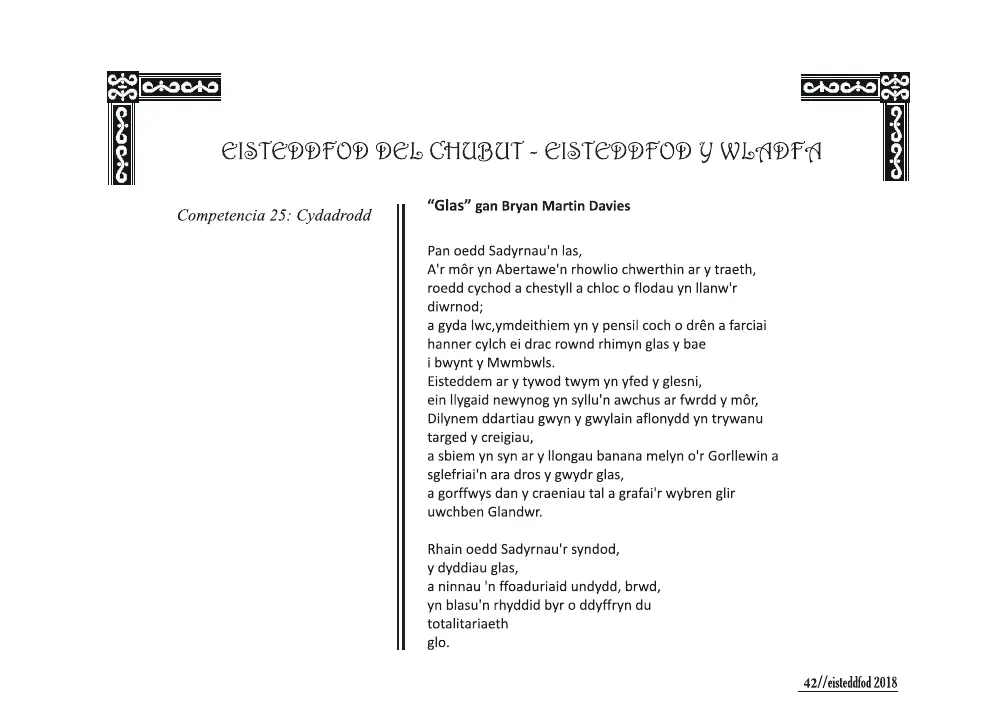 EISTEDDFOD DEL CHUBUT - EISTEDDFOD Y WLADFA
Competencia 25: Cydadrodd
“Glas” gan Bryan Martin Davies
Pan oedd Sadyrnau'n las,
A'r môr yn Abertawe'n rhowlio chwerthin ar y traeth,
roedd cychod a chestyll a chloc o flodau yn llanw'r
diwrnod;
a gyda lwc,ymdeithiem yn y pensil coch o drên a farciai
hanner cylch ei drac rownd rhimyn glas y bae
i bwynt y Mwmbwls.
Eisteddem ar y tywod twym yn yfed y glesni,
ein llygaid newynog yn syllu'n awchus ar fwrdd y môr,
Dilynem ddartiau gwyn y gwylain aflonydd yn trywanu
targed y creigiau,
a sbiem yn syn ar y llongau banana melyn o'r Gorllewin a
sglefriai'n ara dros y gwydr glas,
a gorffwys dan y craeniau tal a grafai'r wybren glir
uwchben Glandwr.
Rhain oedd Sadyrnau'r syndod,
y dyddiau glas,
a ninnau 'n ffoaduriaid undydd, brwd,
yn blasu'n rhyddid byr o ddyffryn du
totalitariaeth
glo.
42//eisteddfod 2018